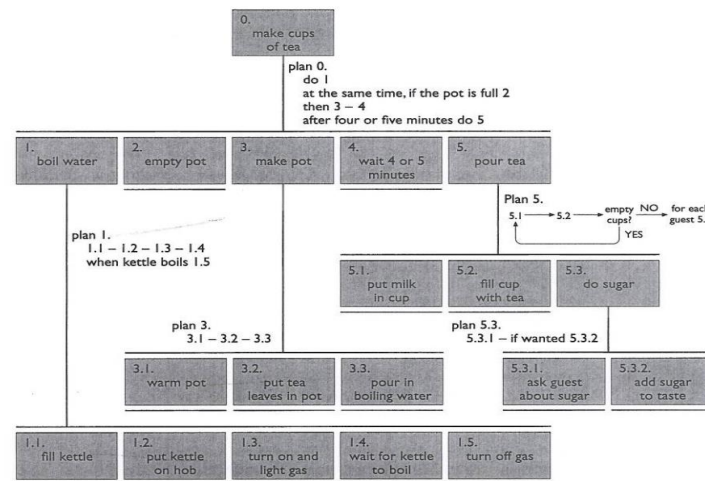 0.
make cups
of tea
plan 0.
do 1
at the same time, if the pot is full 2
then 3 – 4
after four or five minutes do 5
1.
boil water
2.
empty pot
3.
make pot
4.
wait 4 or 5
minutes
5.
pour tea
plan 1.
1.1 – 1.2 – 1.3 – 1.4
when kettle boils 1.5
Plan 5.
5.1
5.2
empty
cups?
NO
for each
guest 5.
YES
5.1.
put milk
in cup
5.2.
fill cup
with tea
5.3.
do sugar
plan 3.
3.1 – 3.2 – 3.3
plan 5.3.
5.3.1 – if wanted 5.3.2
3.1.
warm pot
3.2.
put tea
leaves in pot
3.3.
pour in
boiling water
5.3.1.
ask guest
about sugar
5.3.2.
add sugar
to taste
1.1.
fill kettle
1.2.
put kettle
on hob
1.3.
turn on and
light gas
1.4.
wait for kettle
to boil
1.5.
turn off gas